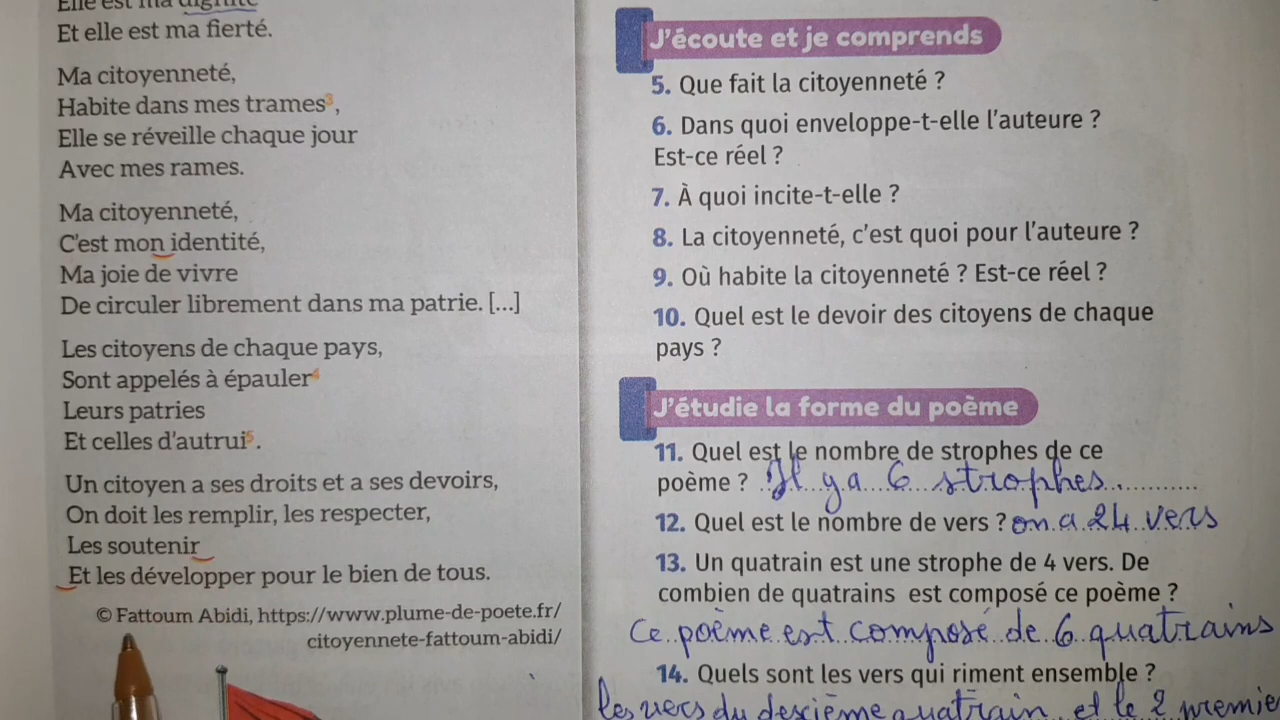 Elle est ma dignité
Et elle est ma fierté.
Ma citoyenneté,
Habite dans mes trames³,
Elle se réveille chaque jour
Avec mes rames.
Ma citoyenneté,
C'est mon identité,
Ma joie de vivre
De circuler librement dans ma patrie. [...]
Les citoyens de chaque pays,
Sont appelés à épauler⁴
Leurs patries
Et celles d'autrui⁵.
Un citoyen a ses droits et a ses devoirs,
On doit les remplir, les respecter,
Les soutenir
Et les développer pour le bien de tous.
© Fattoum Abidi, https://www.plume-de-poete.fr/
citoyennete-fattoum-abidi/
J'écoute et je comprends
5. Que fait la citoyenneté ?
6. Dans quoi enveloppe-t-elle l'auteure ?
Est-ce réel ?
7. À quoi incite-t-elle ?
8. La citoyenneté, c'est quoi pour l'auteure ?
9. Où habite la citoyenneté ? Est-ce réel ?
10. Quel est le devoir des citoyens de chaque
pays ?
J'étudie la forme du poème
11. Quel est le nombre de strophes de ce
poème ? Il y a 6 strophes
12. Quel est le nombre de vers ? on a 24 vers
13. Un quatrain est une strophe de 4 vers. De
combien de quatrains est composé ce poème ?
Ce poème est composé de 6 quatrains
14. Quels sont les vers qui riment ensemble ?
les vers du desxième quatrain et le 2 premie